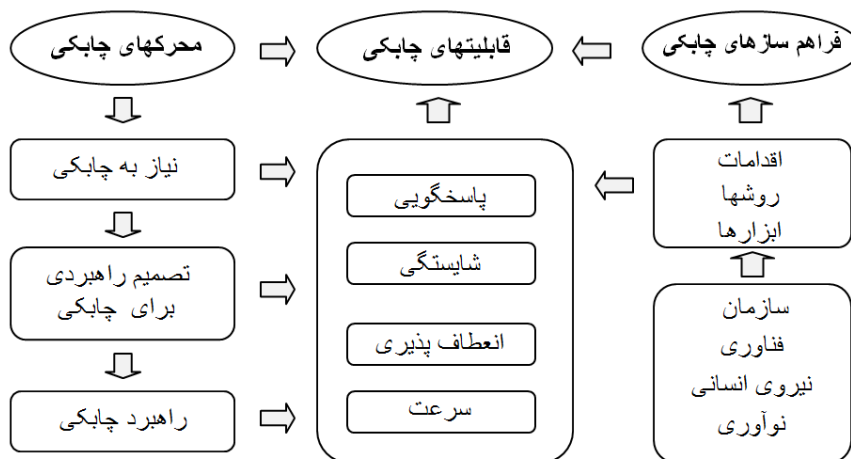 فراهم سازهای چابکی
قابلیتهای چابکی
محرکهای چابکی
اقدامات
روشها
ابزارها
سازمان
فناوری
نیروی انسانی
نوآوری
پاسخگویی
شایستگی
انعطاف پذیری
سرعت
نیاز به چابکی
تصمیم راهبردی
برای چابکی
راهبرد چابکی